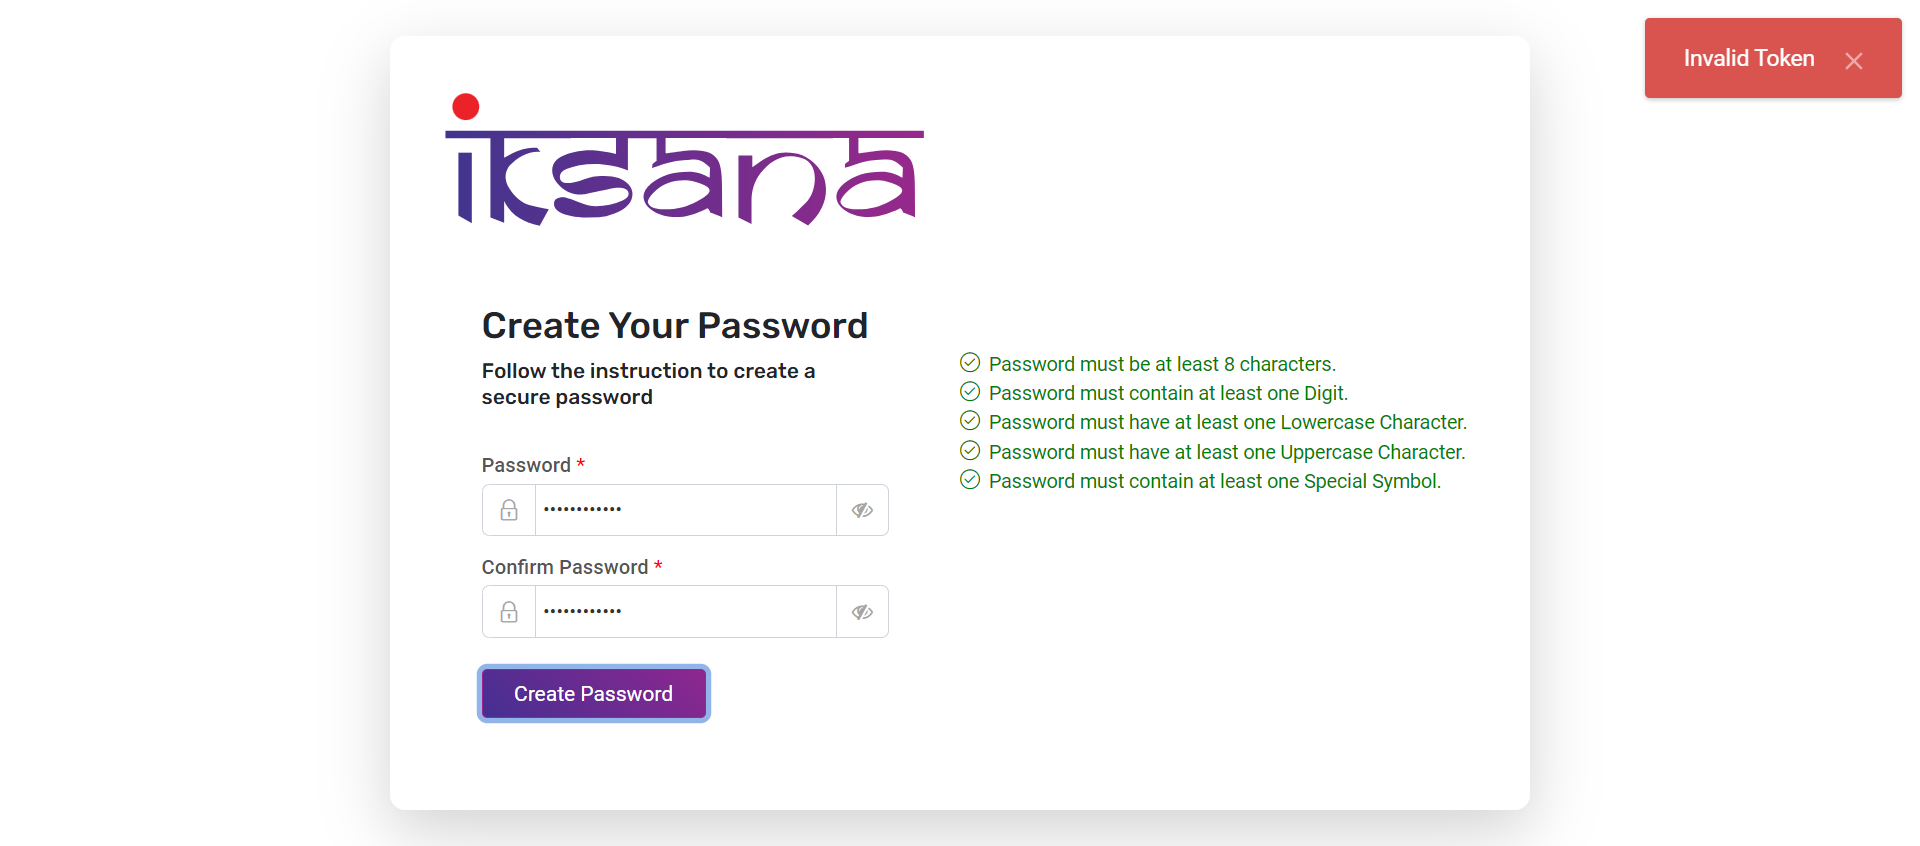 Invalid Token
iksana
Create Your Password
Follow the instruction to create a
secure password
Password *
••••••••••••
Confirm Password *
••••••••••••
Create Password
Password must be at least 8 characters.
Password must contain at least one Digit.
Password must have at least one Lowercase Character.
Password must have at least one Uppercase Character.
Password must contain at least one Special Symbol.